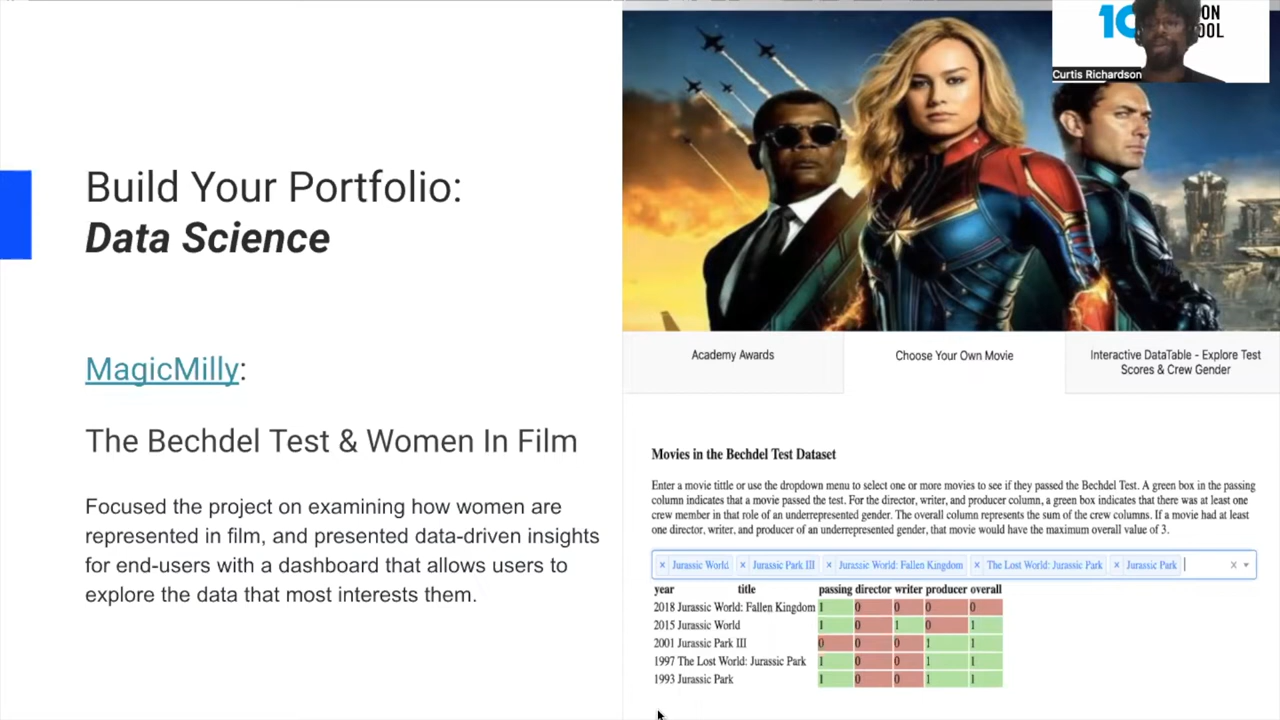 Build Your Portfolio:
Data Science
MagicMilly:
The Bechdel Test & Women In Film
Focused the project on examining how women are
represented in film, and presented data-driven insights
for end-users with a dashboard that allows users to
explore the data that most interests them.
Curtis Richardson
Academy Awards
Choose Your Own Movie
Interactive DataTable - Explore Test
Scores & Crew Gender
Movies in the Bechdel Test Dataset
Enter a movie tittle or use the dropdown menu to select one or more movies to see if they passed the Bechdel Test. A green box in the passing
column indicates that a movie passed the test. For the director, writer, and producer column, a green box indicates that there was at least one
crew member in that role of an underrepresented gender. The overall column represents the sum of the crew columns. If a movie had at least
one director, writer, and producer of an underrepresented gender, that movie would have the maximum overall value of 3.
× Jurassic World × Jurassic Park III × Jurassic World: Fallen Kingdom × The Lost World: Jurassic Park × Jurassic Park
year title passing director writer producer overall
2018 Jurassic World: Fallen Kingdom 1 0 0 0 0
2015 Jurassic World 1 0 1 0 1
2001 Jurassic Park III 0 0 0 1 1
1997 The Lost World: Jurassic Park 1 0 0 1 1
1993 Jurassic Park 1 0 0 1 1